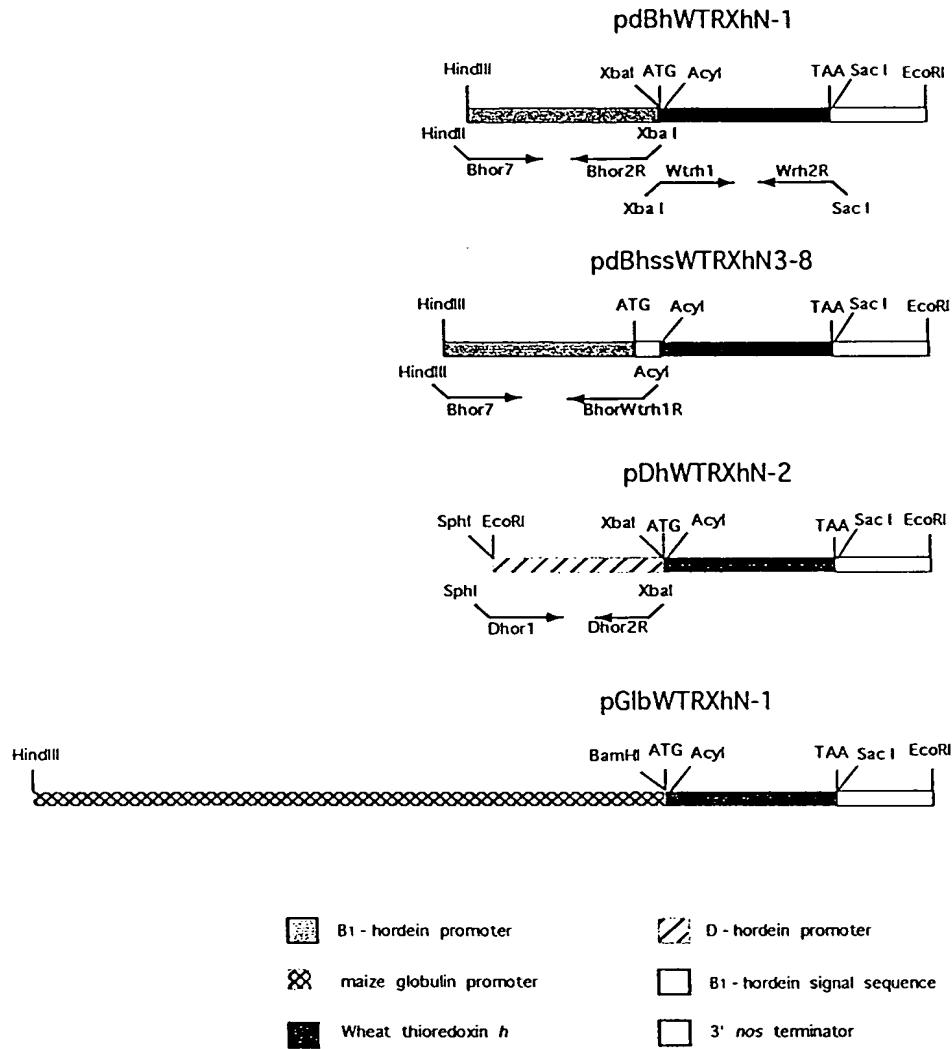 pdBhWTRXhN-1
HindIII XbaI ATG AcyI TAA Sac I EcoRI
HindII Xba I
Bhor7 Bhor2R Wtrh1 Wrh2R
Xba I Sac I
pdBhssWTRXhN3-8
HindIII ATG AcyI TAA Sac I EcoRI
HindIII AcyI
Bhor7 BhorWtrh1R
pDhWTRXhN-2
SphI EcoRI XbaI ATG AcyI TAA Sac I EcoRI
SphI XbaI
Dhor1 Dhor2R
pGlbWTRXhN-1
HindIII BamHI ATG AcyI TAA Sac I EcoRI
B1 - hordein promoter
D - hordein promoter
maize globulin promoter
B1 - hordein signal sequence
Wheat thioredoxin h
3' nos terminator